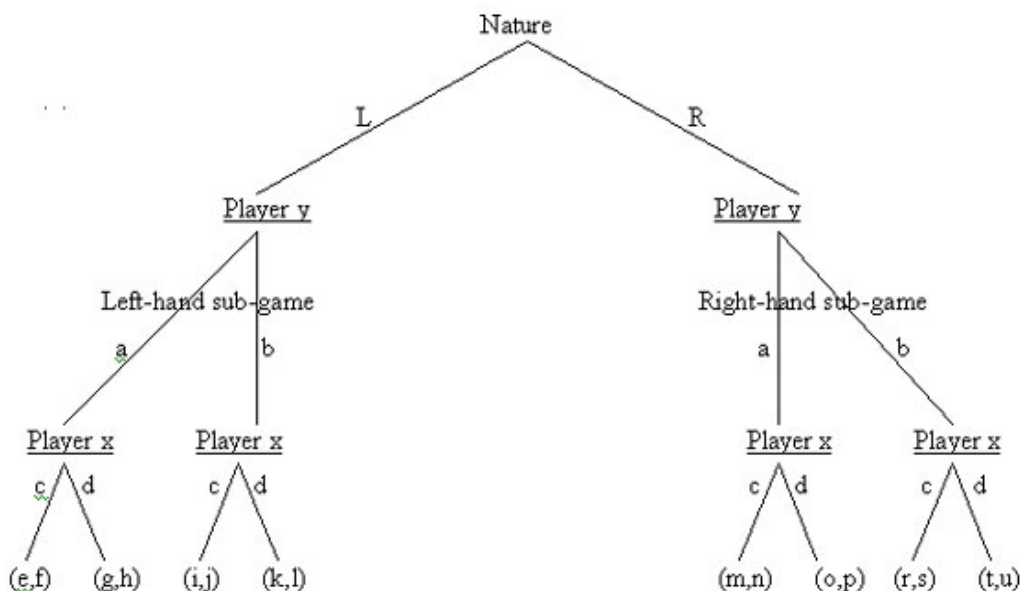 Nature
L R
Player y Player y
Left-hand sub-game Right-hand sub-game
a b a b
Player x Player x Player x Player x
c d c d c d c d
(e,f) (g,h) (i,j) (k,l) (m,n) (o,p) (r,s) (t,u)